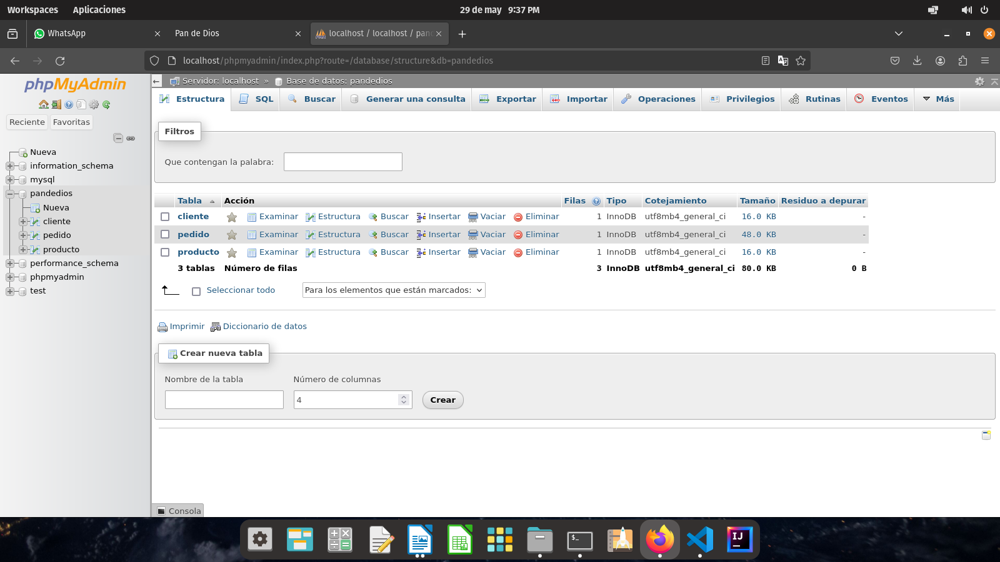 Workspaces Aplicaciones 29 de may 9:37 PM
WhatsApp Pan de Dios localhost / localhost / pan
localhost/phpmyadmin/index.php?route=/database/structure&db=pandedios
phpMyAdmin
Reciente Favoritas
Nueva
information_schema
mysql
pandedios
Nueva
cliente
pedido
producto
performance_schema
phpmyadmin
test
Servidor: localhost » Base de datos: pandedios
Estructura SQL Buscar Generar una consulta Exportar Importar Operaciones Privilegios Rutinas Eventos Más
Filtros
Que contengan la palabra:
Tabla Acción Filas Tipo Cotejamiento Tamaño Residuo a depurar
cliente Examinar Estructura Buscar Insertar Vaciar Eliminar 1 InnoDB utf8mb4_general_ci 16.0 KB -
pedido Examinar Estructura Buscar Insertar Vaciar Eliminar 1 InnoDB utf8mb4_general_ci 48.0 KB -
producto Examinar Estructura Buscar Insertar Vaciar Eliminar 1 InnoDB utf8mb4_general_ci 16.0 KB -
3 tablas Número de filas 3 InnoDB utf8mb4_general_ci 80.0 KB 0 B
Seleccionar todo Para los elementos que están marcados:
Imprimir Diccionario de datos
Crear nueva tabla
Nombre de la tabla Número de columnas
4 Crear
Consola
$_ IJ